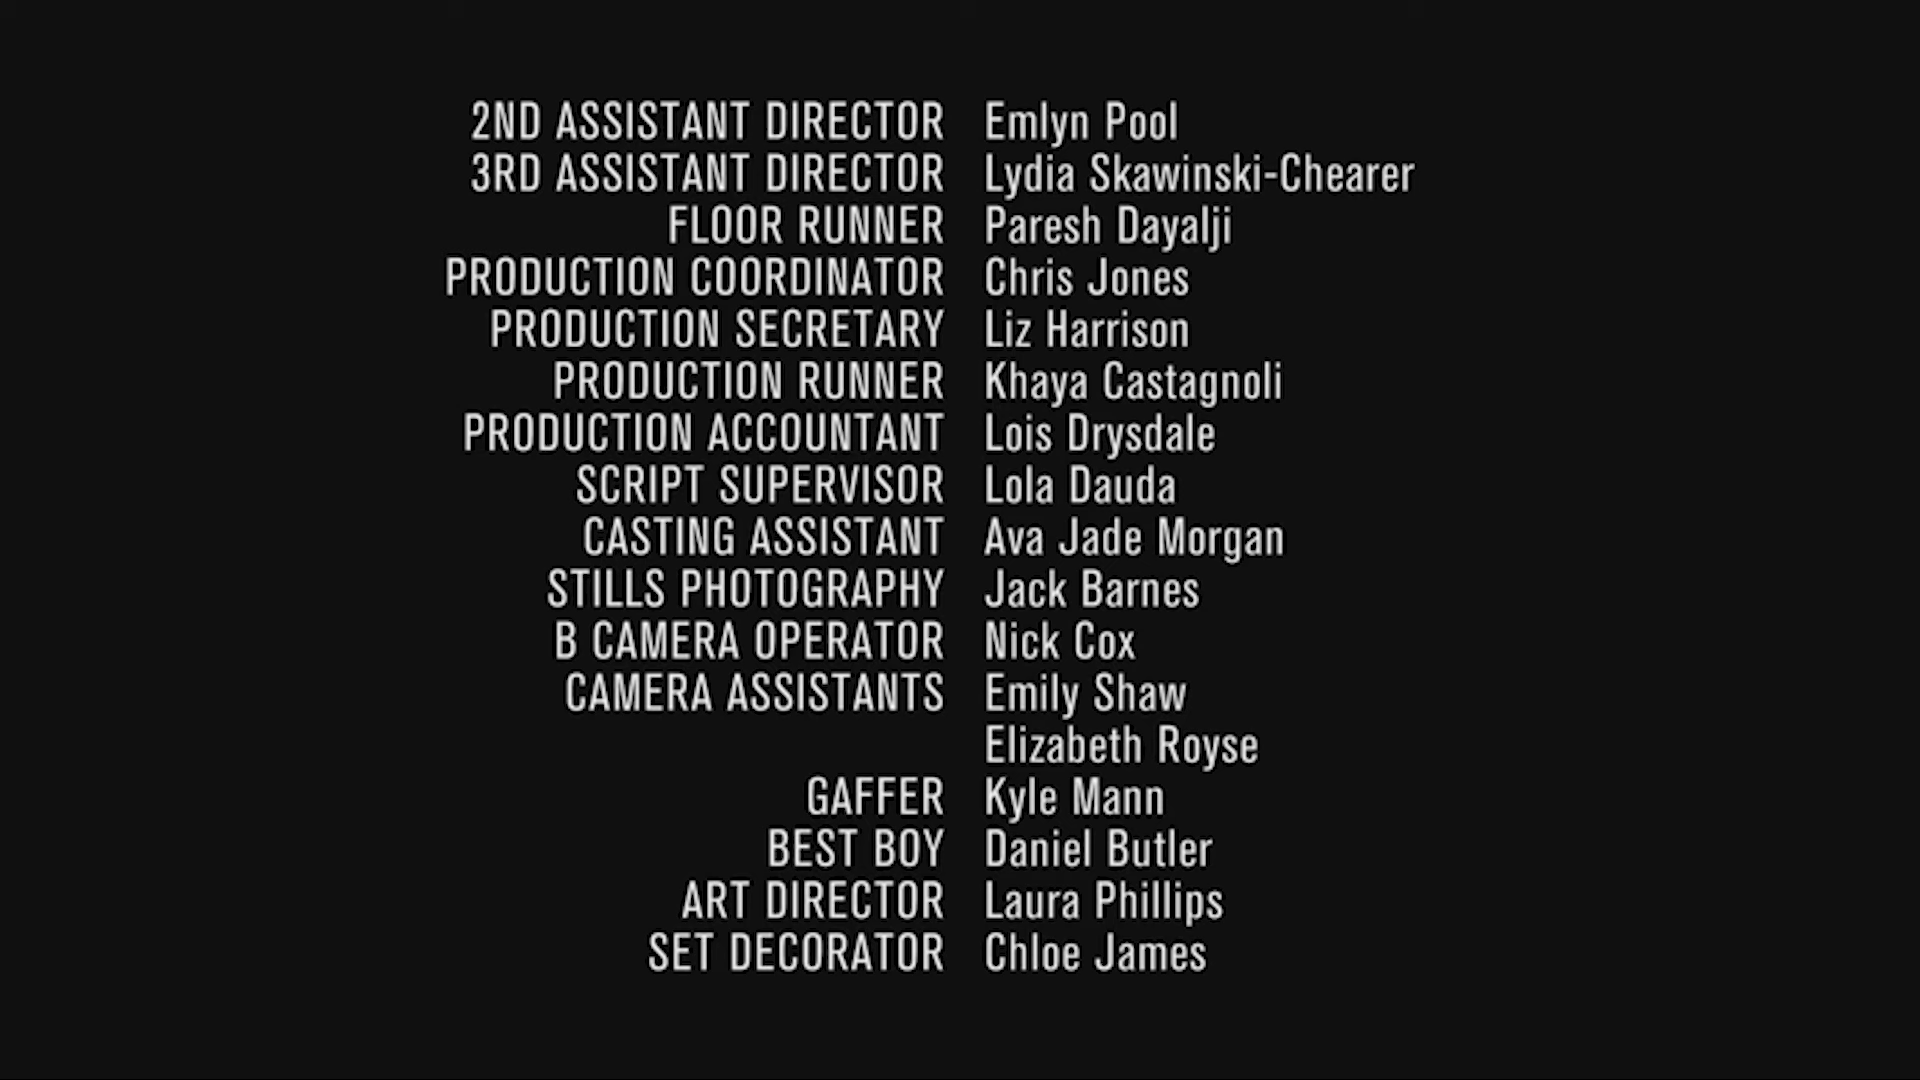 2ND ASSISTANT DIRECTOR Emlyn Pool
3RD ASSISTANT DIRECTOR Lydia Skawinski-Chearer
FLOOR RUNNER Paresh Dayalji
PRODUCTION COORDINATOR Chris Jones
PRODUCTION SECRETARY Liz Harrison
PRODUCTION RUNNER Khaya Castagnoli
PRODUCTION ACCOUNTANT Lois Drysdale
SCRIPT SUPERVISOR Lola Dauda
CASTING ASSISTANT Ava Jade Morgan
STILLS PHOTOGRAPHY Jack Barnes
B CAMERA OPERATOR Nick Cox
CAMERA ASSISTANTS Emily Shaw
Elizabeth Royse
GAFFER Kyle Mann
BEST BOY Daniel Butler
ART DIRECTOR Laura Phillips
SET DECORATOR Chloe James